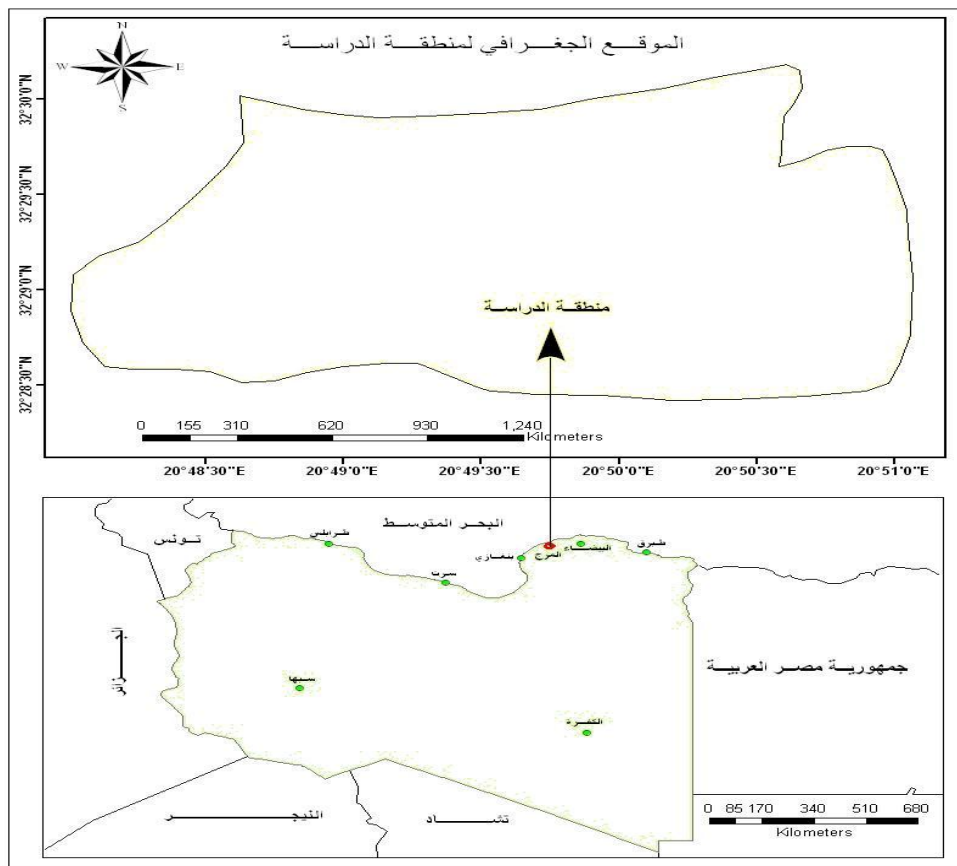 الموقع الجغرافي لمنطقة الدراسة
N
W E
S
32°30'0"N
32°29'30"N
32°29'0"N
32°28'30"N
منطقة الدراسة
0 155 310 620 930 1,240
Kilometers
20°48'30"E 20°49'0"E 20°49'30"E 20°50'0"E 20°50'30"E 20°51'0"E
البحر المتوسط
تونس
طرابلس
سرت
بنغازي
المرج
البيضاء
طبرق
الجزائر
جمهورية مصر العربية
سبها
الكفرة
النيجر
تشاد
0 85 170 340 510 680
Kilometers